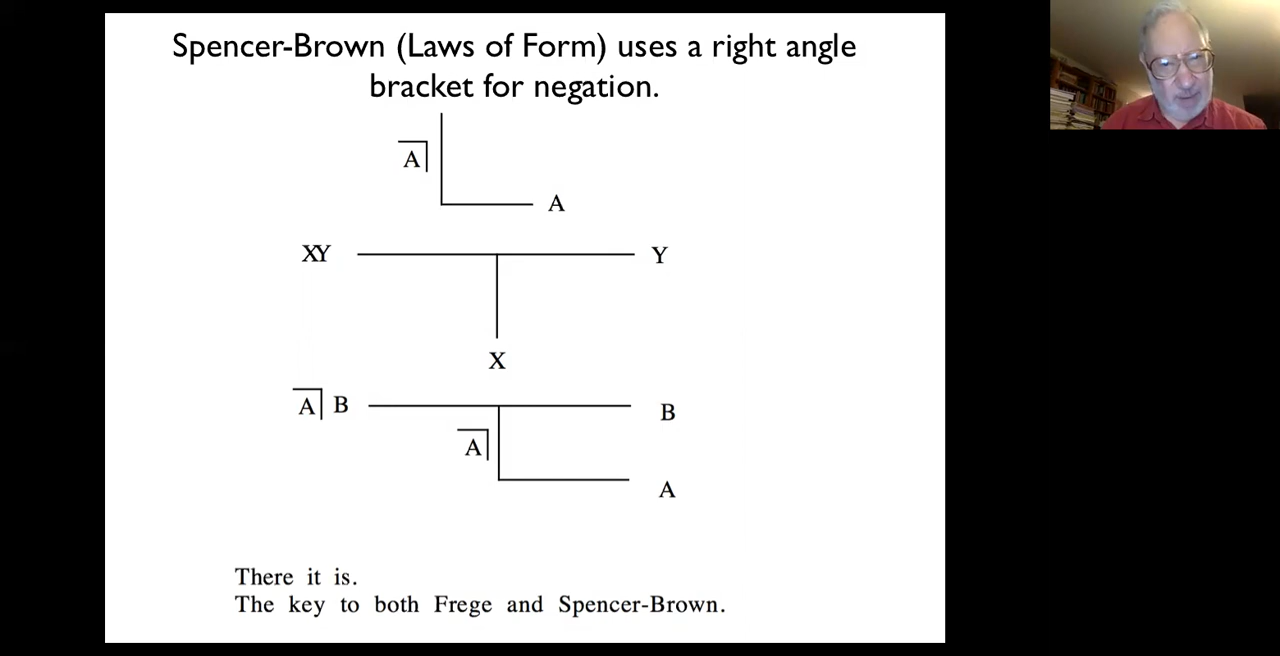 Spencer-Brown (Laws of Form) uses a right angle
bracket for negation.
A
A
XY Y
X
A B B
A
A
There it is.
The key to both Frege and Spencer-Brown.